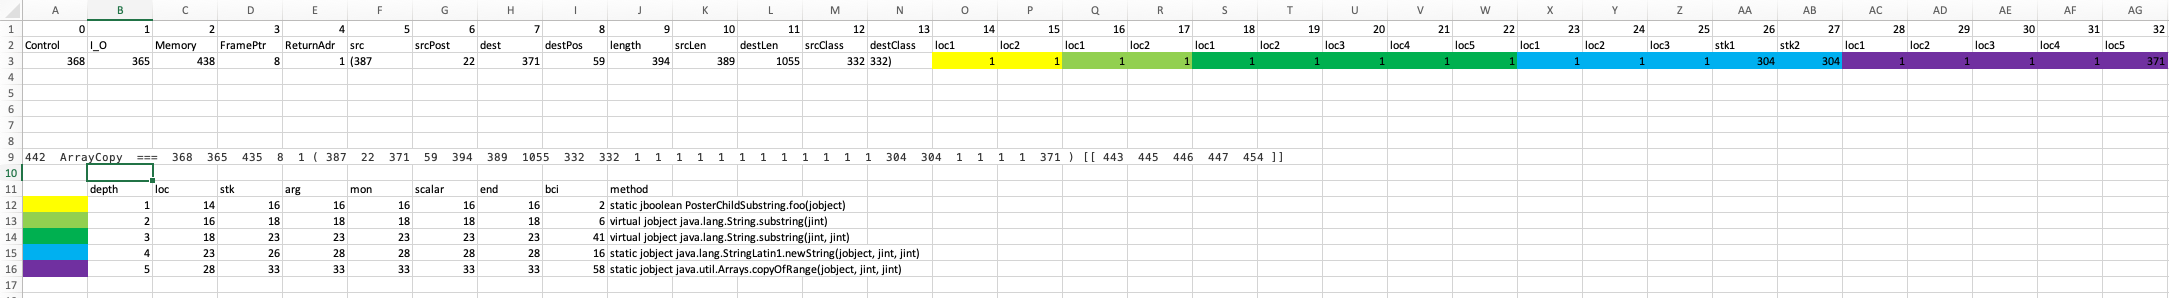 A B C D E F G H I J K L M N O P Q R S T U V W X Y Z AA AB AC AD AE AF AG
1 0 1 2 3 4 5 6 7 8 9 10 11 12 13 14 15 16 17 18 19 20 21 22 23 24 25 26 27 28 29 30 31 32
2 Control I_O Memory FramePtr ReturnAdr src srcPost dest destPos length srcLen destLen srcClass destClass loc1 loc2 loc1 loc2 loc1 loc2 loc3 loc4 loc5 loc1 loc2 loc3 stk1 stk2 loc1 loc2 loc3 loc4 loc5
3 368 365 438 8 1 (387 22 371 59 394 389 1055 332 332) 1 1 1 1 1 1 1 1 1 1 1 1 304 304 1 1 1 1 371
4
5
6
7
8
9 442 ArrayCopy === 368 365 435 8 1 ( 387 22 371 59 394 389 1055 332 332 1 1 1 1 1 1 1 1 1 1 1 1 304 304 1 1 1 1 371 ) [[ 443 445 446 447 454 ]]
10
11 depth loc stk arg mon scalar end bci method
12 1 14 16 16 16 16 16 2 static jboolean PosterChildSubstring.foo(jobject)
13 2 16 18 18 18 18 18 6 virtual jobject java.lang.String.substring(jint)
14 3 18 23 23 23 23 23 41 virtual jobject java.lang.String.substring(jint, jint)
15 4 23 26 28 28 28 28 16 static jobject java.lang.StringLatin1.newString(jobject, jint, jint)
16 5 28 33 33 33 33 33 58 static jobject java.util.Arrays.copyOfRange(jobject, jint, jint)
17